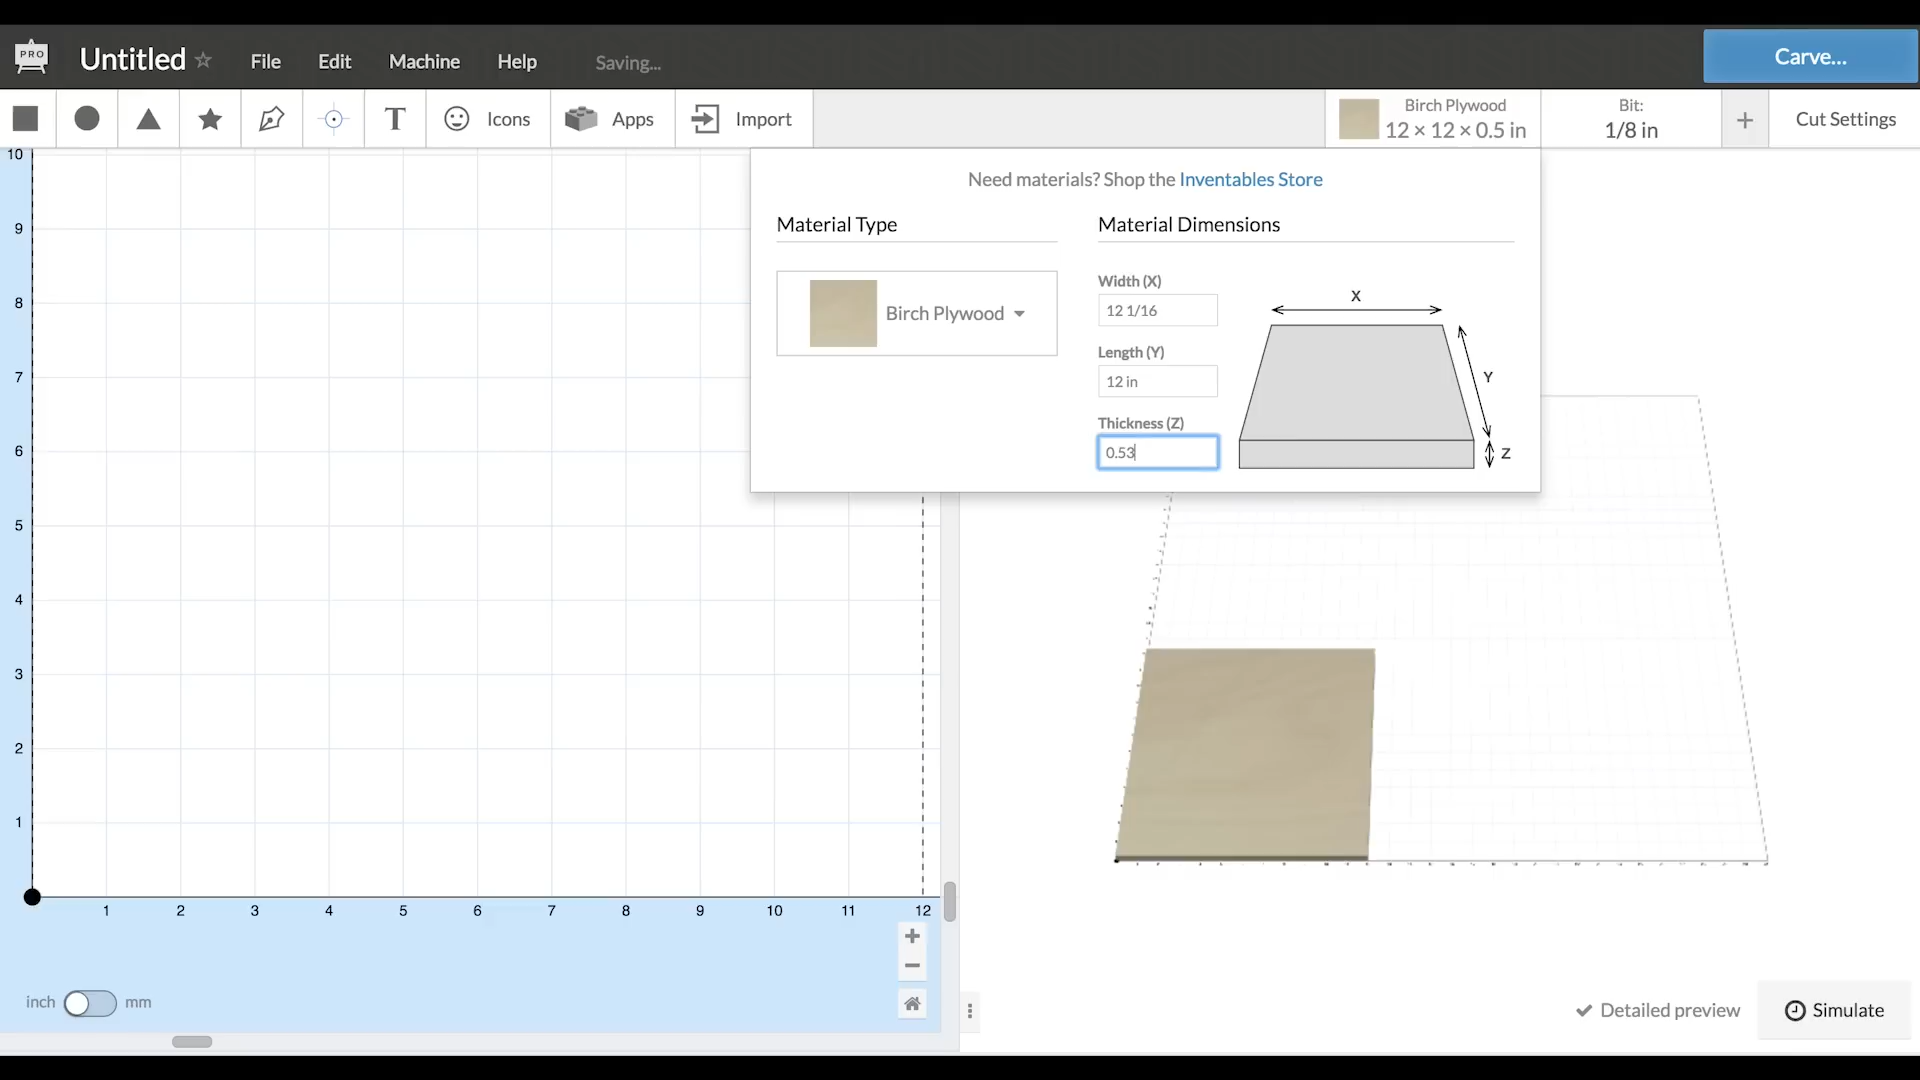 PRO
Untitled
File
Edit
Machine
Help
Saving...
Carve...
T
Icons
Apps
Import
Birch Plywood
12 × 12 × 0.5 in
Bit:
1/8 in
Cut Settings
Need materials? Shop the Inventables Store
Material Type
Birch Plywood
Material Dimensions
Width (X)
12 1/16
Length (Y)
12 in
Thickness (Z)
0.53
X
Y
Z
10
9
8
7
6
5
4
3
2
1
1 2 3 4 5 6 7 8 9 10 11 12
inch
mm
Detailed preview
Simulate